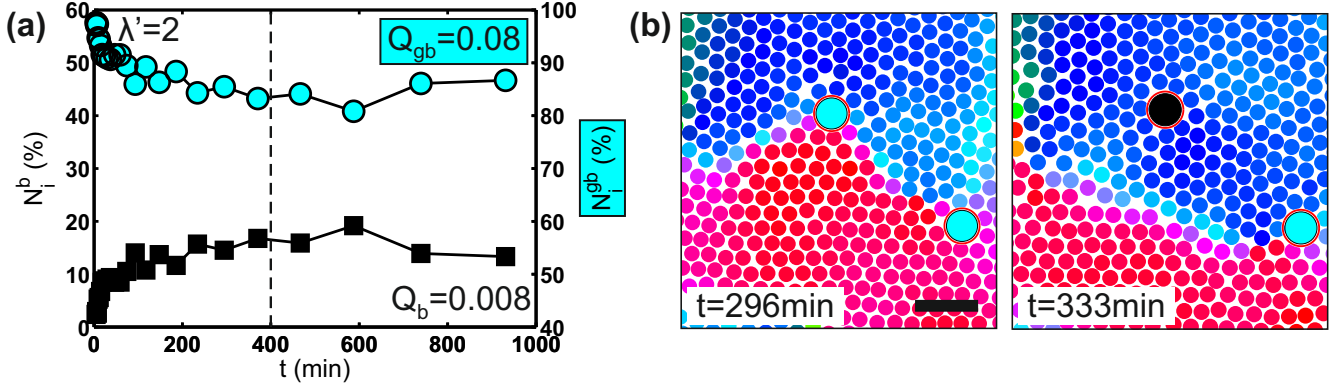 (a)
λ'=2
Q_gb=0.08
Q_b=0.008
60
50
40
30
20
10
0
N_i^b (%)
100
90
80
70
60
50
40
N_i^gb (%)
0
200
400
600
800
1000
t (min)
(b)
t=296min
t=333min